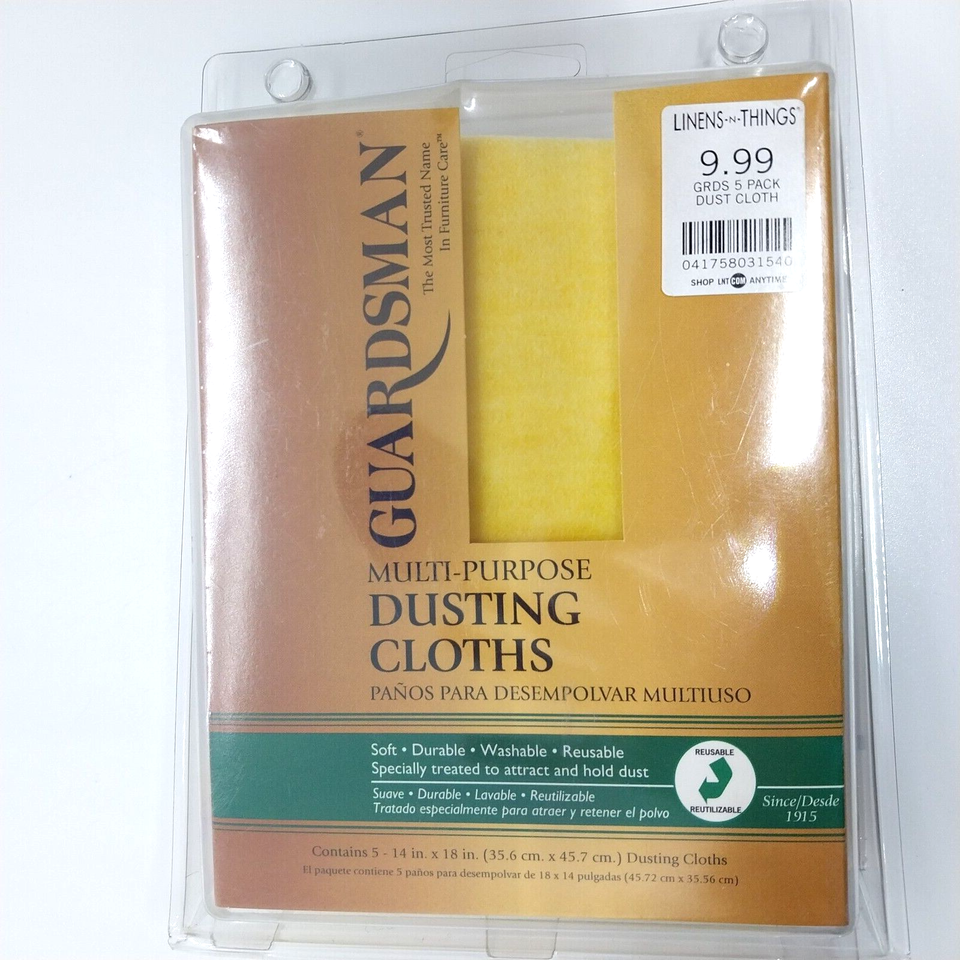 LINENS-N-THINGS
9.99
GRDS 5 PACK
DUST CLOTH
041758031540
SHOP LNT.COM ANYTIME
GUARDSMAN®
The Most Trusted Name
In Furniture Care™
MULTI-PURPOSE
DUSTING
CLOTHS
PAÑOS PARA DESEMPOLVAR MULTIUSO
Soft • Durable • Washable • Reusable
Specially treated to attract and hold dust
Suave • Durable • Lavable • Reutilizable
Tratado especialmente para atraer y retener el polvo
REUSABLE
REUTILIZABLE
Since/Desde
1915
Contains 5 - 14 in. x 18 in. (35.6 cm. x 45.7 cm.) Dusting Cloths
El paquete contiene 5 paños para desempolvar de 18 x 14 pulgadas (45.72 cm x 35.56 cm)